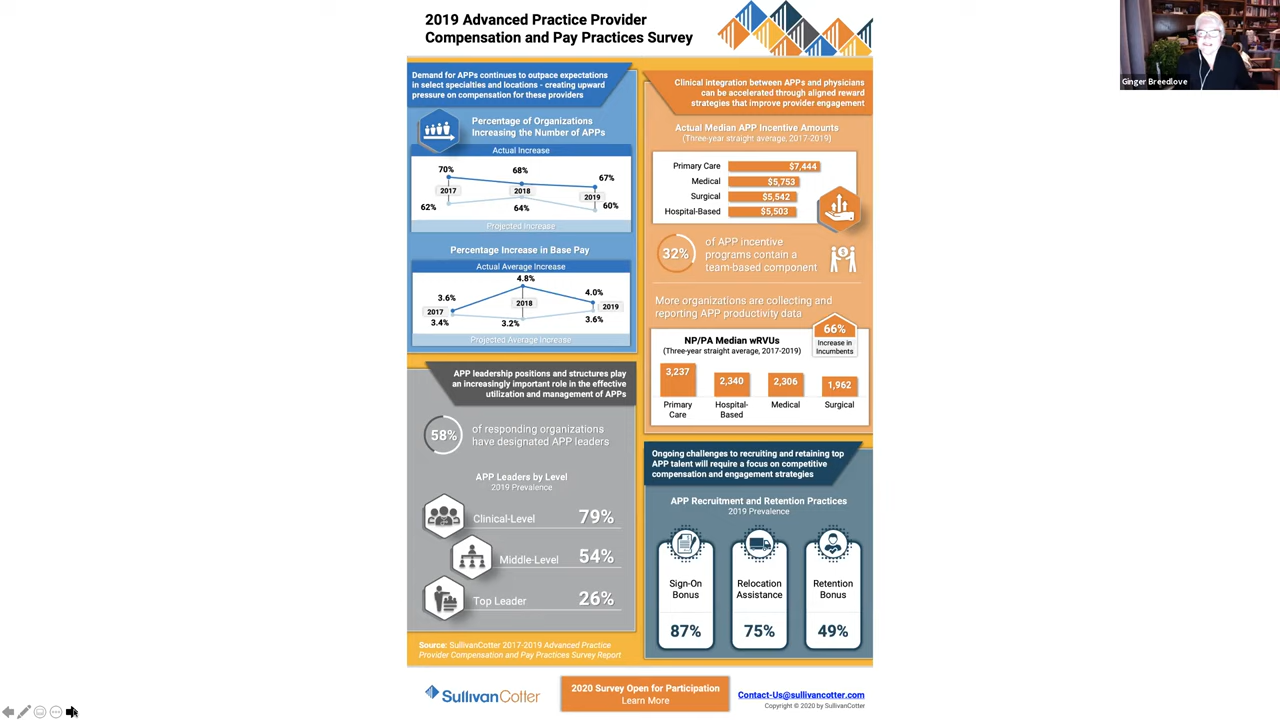 2019 Advanced Practice Provider
Compensation and Pay Practices Survey
Ginger Breedlove
Demand for APPs continues to outpace expectations
in select specialties and locations - creating upward
pressure on compensation for these providers
Percentage of Organizations
Increasing the Number of APPs
Actual Increase
70%
68%
67%
2017
2018
2019
62%
64%
60%
Projected Increase
Percentage Increase in Base Pay
Actual Average Increase
4.8%
3.6%
4.0%
2017
2018
2019
3.4%
3.2%
3.6%
Projected Average Increase
APP leadership positions and structures play
an increasingly important role in the effective
utilization and management of APPs
58%
of responding organizations
have designated APP leaders
APP Leaders by Level
2019 Prevalence
Clinical-Level 79%
Middle-Level 54%
Top Leader 26%
Source: SullivanCotter 2017-2019 Advanced Practice
Provider Compensation and Pay Practices Survey Report
Clinical integration between APPs and physicians
can be accelerated through aligned reward
strategies that improve provider engagement
Actual Median APP Incentive Amounts
(Three-year straight average, 2017-2019)
Primary Care $7,444
Medical $5,753
Surgical $5,542
Hospital-Based $5,503
32%
of APP incentive
programs contain a
team-based component
More organizations are collecting and
reporting APP productivity data
66%
Increase in
Incumbents
NP/PA Median wRVUs
(Three-year straight average, 2017-2019)
3,237
2,340
2,306
1,962
Primary
Care
Hospital-
Based
Medical
Surgical
Ongoing challenges to recruiting and retaining top
APP talent will require a focus on competitive
compensation and engagement strategies
APP Recruitment and Retention Practices
2019 Prevalence
Sign-On
Bonus
87%
Relocation
Assistance
75%
Retention
Bonus
49%
SullivanCotter
2020 Survey Open for Participation
Learn More
Contact-Us@sullivancotter.com
Copyright © 2020 by SullivanCotter